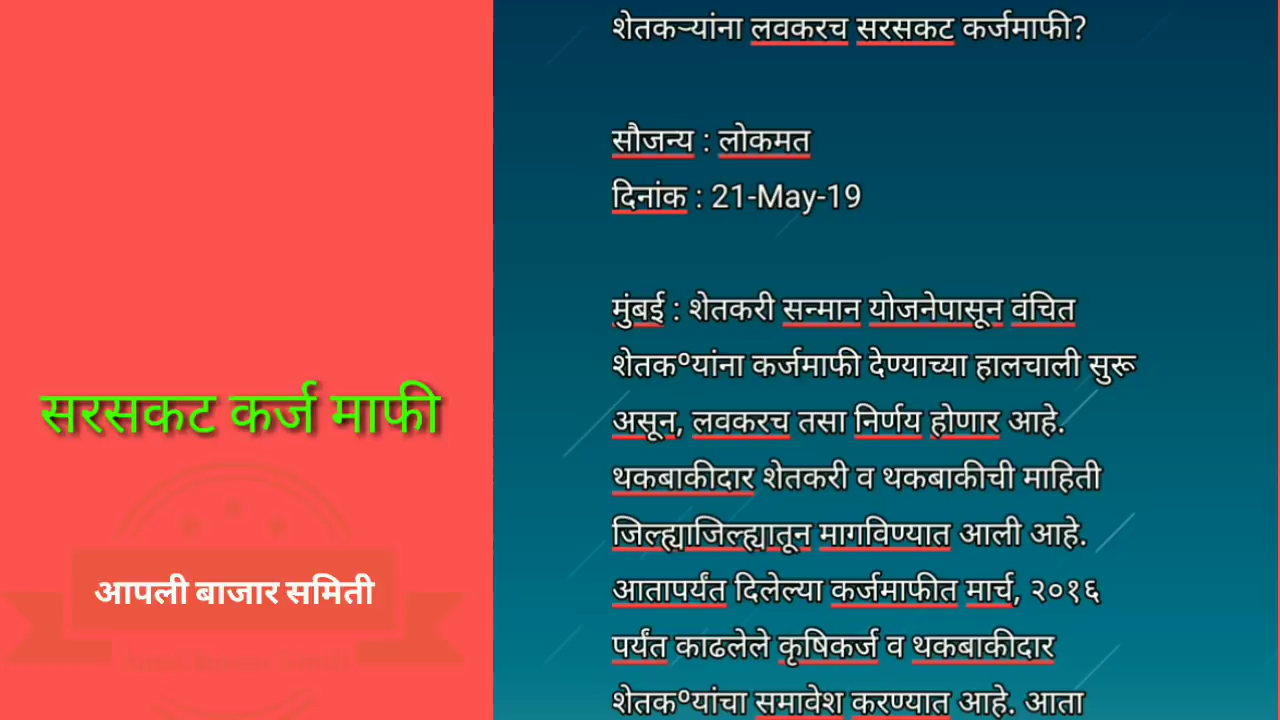 सरसकट कर्ज माफी
आपली बाजार समिती
शेतकऱ्यांना लवकरच सरसकट कर्जमाफी?
सौजन्य : लोकमत
दिनांक : 21-May-19
मुंबई : शेतकरी सन्मान योजनेपासून वंचित
शेतकºयांना कर्जमाफी देण्याच्या हालचाली सुरू
असून, लवकरच तसा निर्णय होणार आहे.
थकबाकीदार शेतकरी व थकबाकीची माहिती
जिल्ह्याजिल्ह्यातून मागविण्यात आली आहे.
आतापर्यंत दिलेल्या कर्जमाफीत मार्च, २०१६
पर्यंत काढलेले कृषिकर्ज व थकबाकीदार
शेतकºयांचा समावेश करण्यात आहे. आता